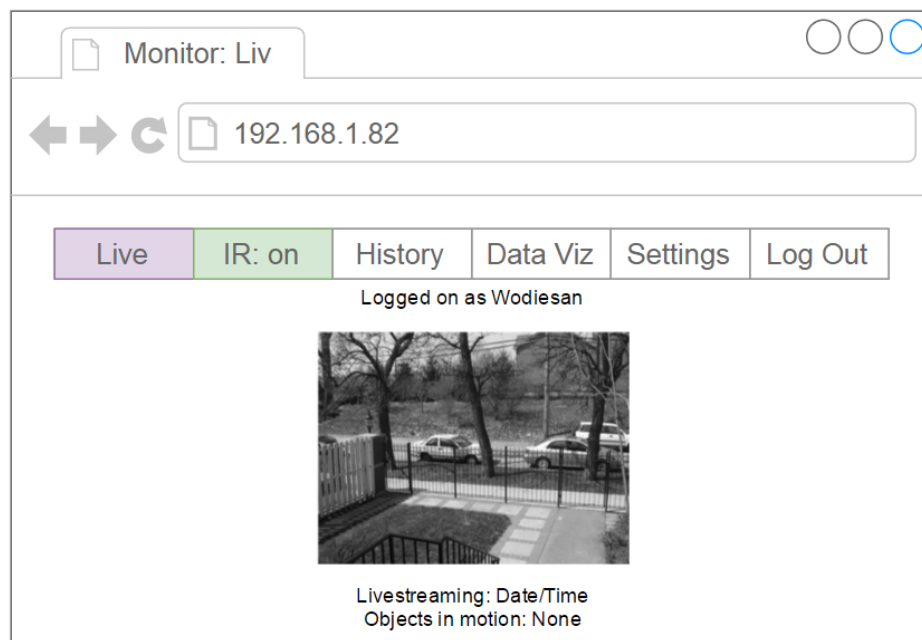 Monitor: Liv
192.168.1.82
Live IR: on History Data Viz Settings Log Out
Logged on as Wodiesan
Livestreaming: Date/Time
Objects in motion: None